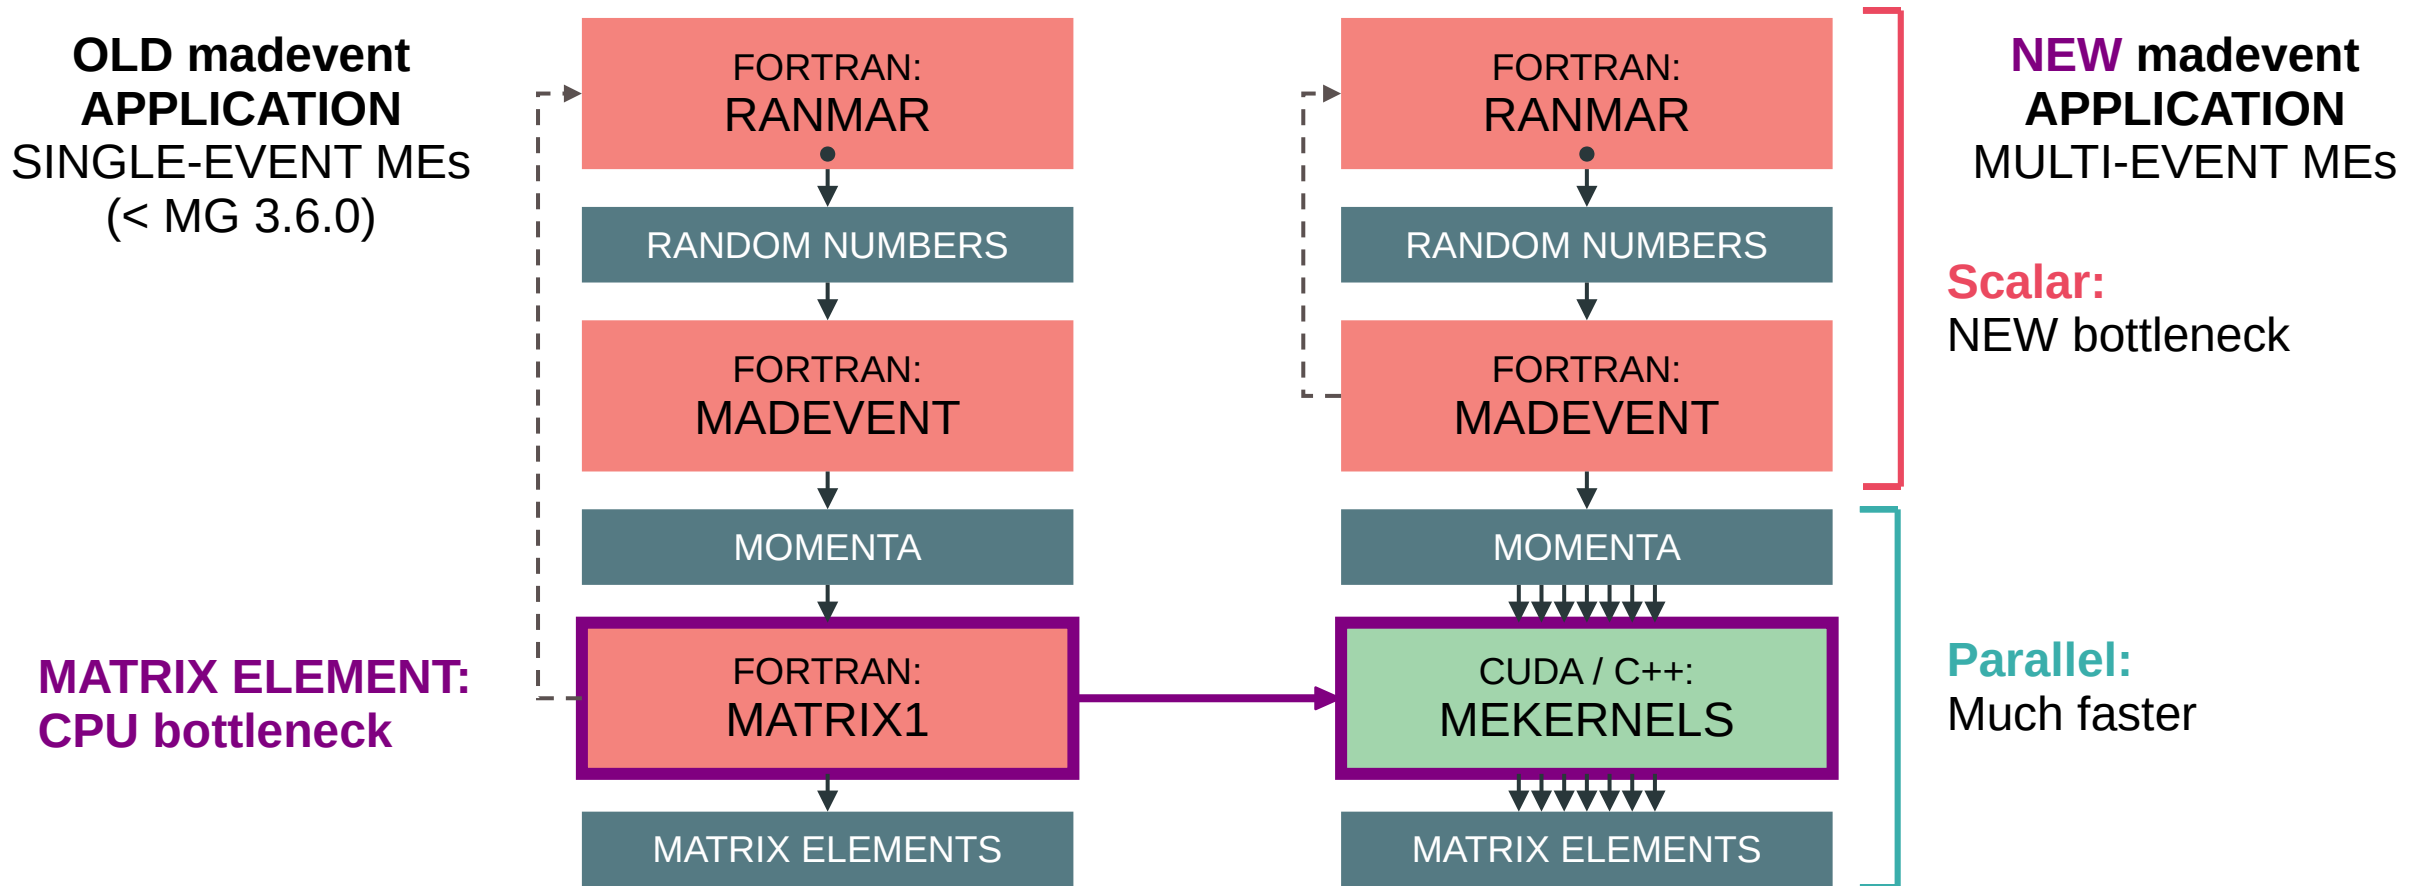 OLD madevent
APPLICATION
SINGLE-EVENT MEs
(< MG 3.6.0)
MATRIX ELEMENT:
CPU bottleneck
FORTRAN:
RANMAR
RANDOM NUMBERS
FORTRAN:
MADEVENT
MOMENTA
FORTRAN:
MATRIX1
MATRIX ELEMENTS
FORTRAN:
RANMAR
RANDOM NUMBERS
FORTRAN:
MADEVENT
MOMENTA
CUDA / C++:
MEKERNELS
MATRIX ELEMENTS
NEW madevent
APPLICATION
MULTI-EVENT MEs
Scalar:
NEW bottleneck
Parallel:
Much faster